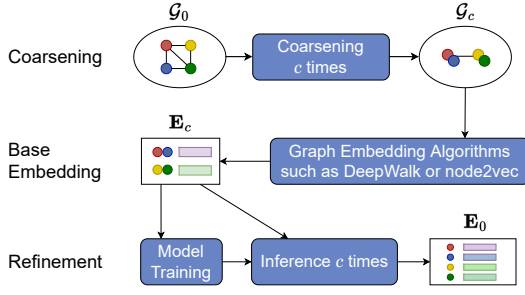 𝒢₀
𝒢c
Coarsening
Coarsening
c times
E_c
Base
Embedding
Graph Embedding Algorithms
such as DeepWalk or node2vec
E₀
Refinement
Model
Training
Inference c times